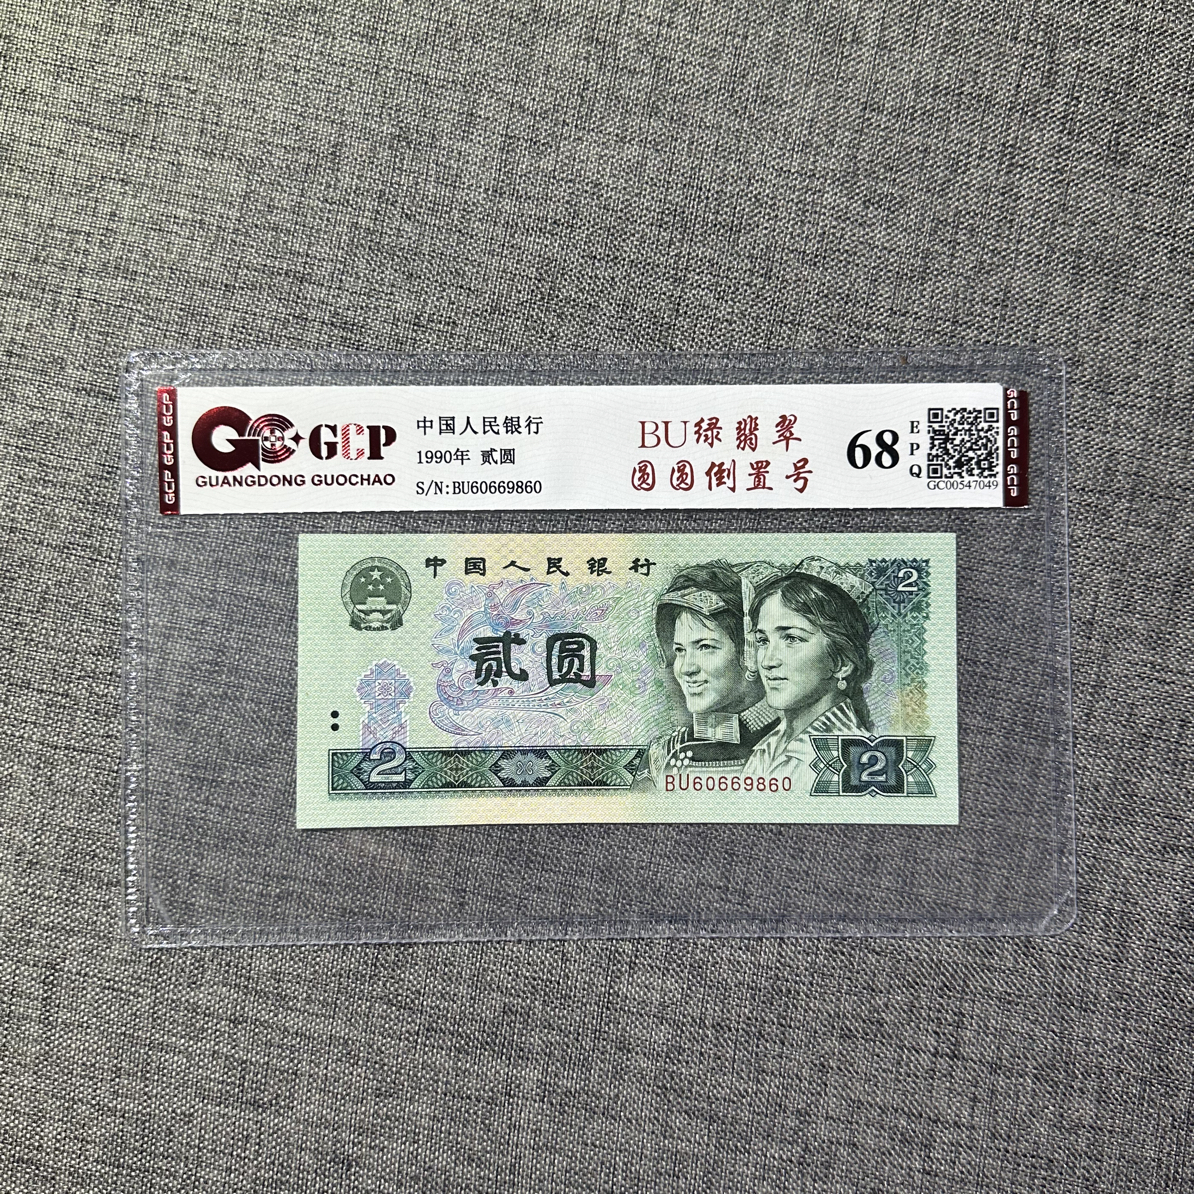 GCP GCP GCP
GC GCP
GUANGDONG GUOCHAO
中国人民银行
1990年 贰圆
S/N:BU60669860
BU绿翡翠
圆圆倒置号
68
EPQ
GC00547049
GCP GCP GCP
中国人民银行
2
贰圆
2
BU60669860
2